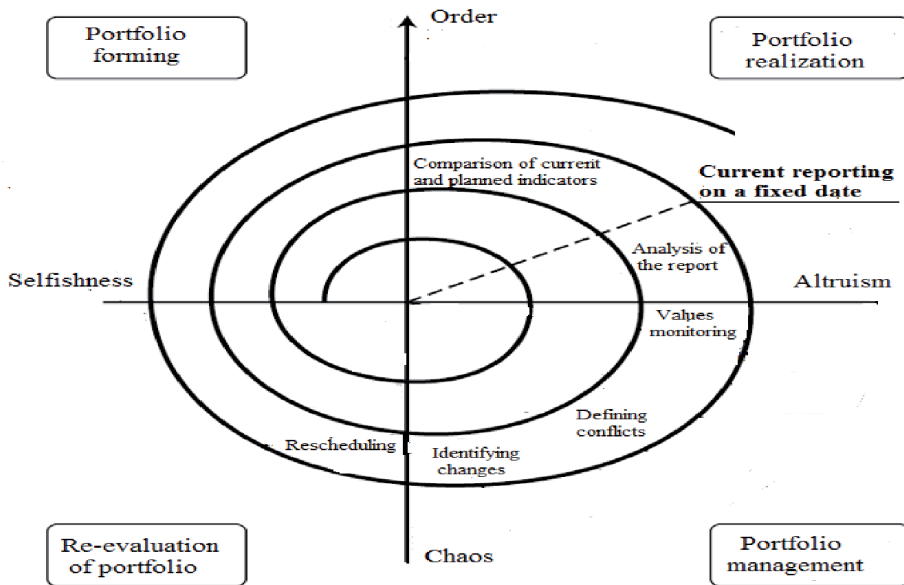 Order
Portfolio
forming
Portfolio
realization
Comparison of current
and planned indicators
Current reporting
on a fixed date
Analysis of
the report
Selfishness
Altruism
Values
monitoring
Defining
conflicts
Rescheduling
Identifying
changes
Re-evaluation
of portfolio
Chaos
Portfolio
management